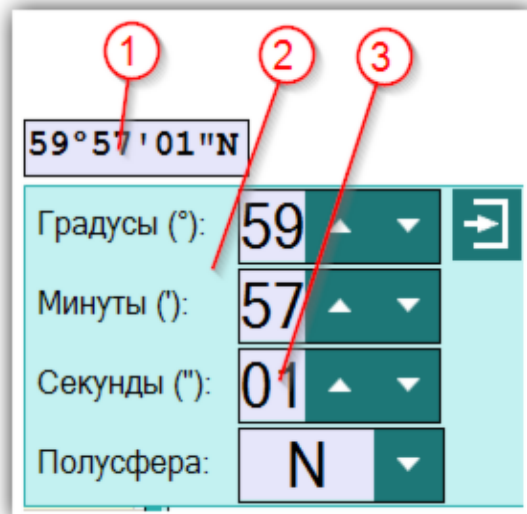 1 2 3
59°57'01"N
Градусы (°): 59
Минуты ('): 57
Секунды ("): 01
Полусфера: N